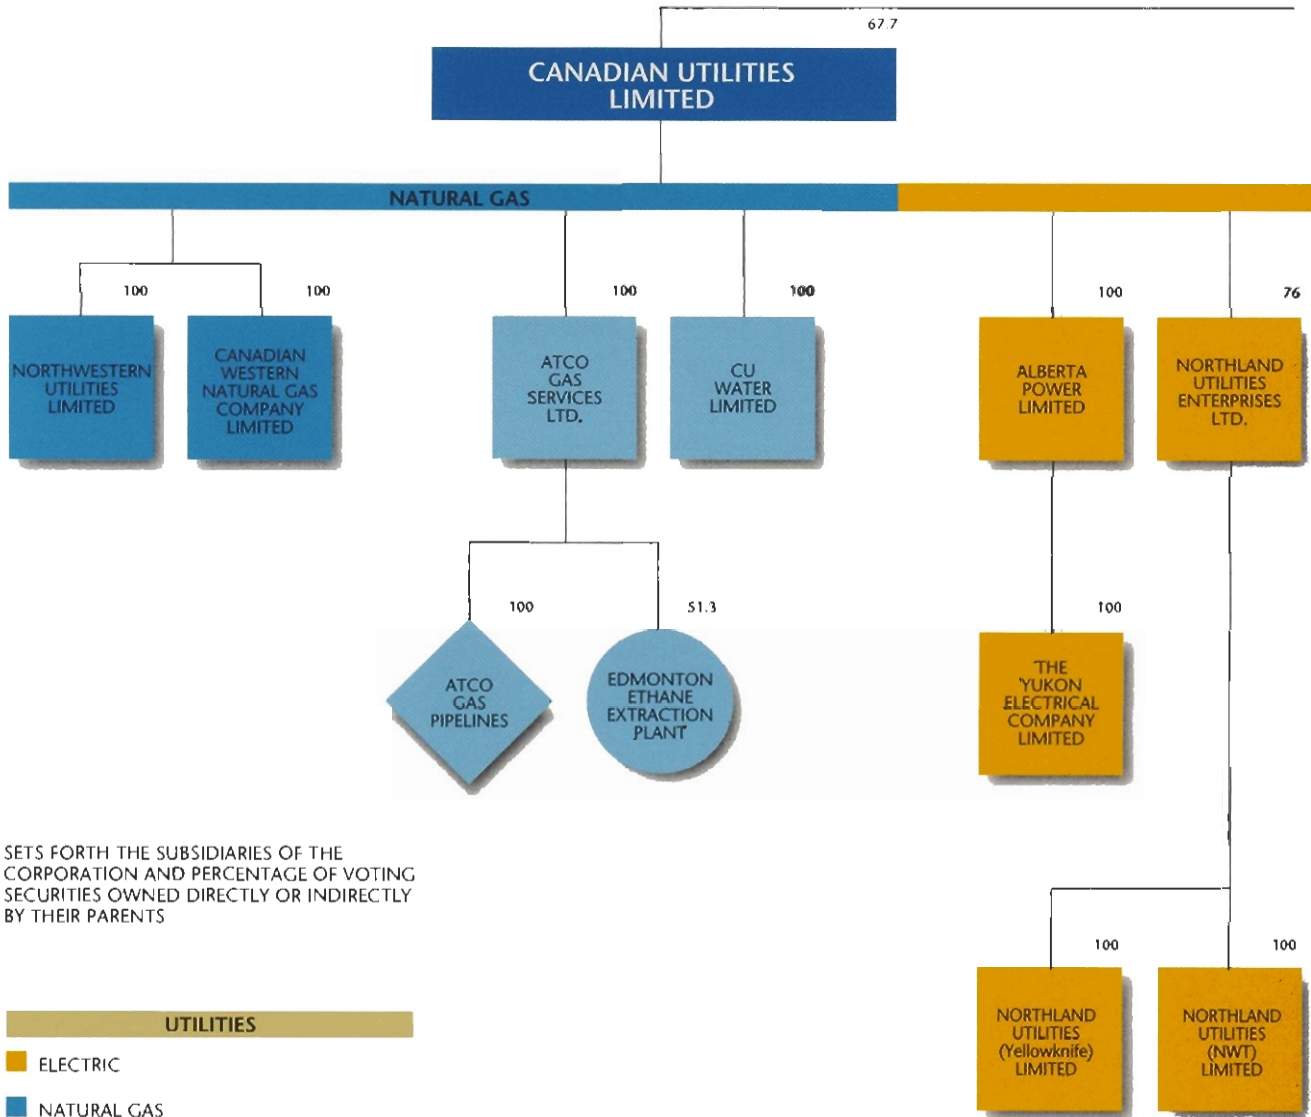 67.7
CANADIAN UTILITIES
LIMITED
NATURAL GAS
100
100
100
100
100
76
NORTHWESTERN
UTILITIES
LIMITED
CANADIAN
WESTERN
NATURAL GAS
COMPANY
LIMITED
ATCO
GAS
SERVICES
LTD.
CU
WATER
LIMITED
ALBERTA
POWER
LIMITED
NORTHLAND
UTILITIES
ENTERPRISES
LTD.
100
51.3
100
ATCO
GAS
PIPELINES
EDMONTON
ETHANE
EXTRACTION
PLANT
THE
YUKON
ELECTRICAL
COMPANY
LIMITED
SETS FORTH THE SUBSIDIARIES OF THE
CORPORATION AND PERCENTAGE OF VOTING
SECURITIES OWNED DIRECTLY OR INDIRECTLY
BY THEIR PARENTS
100
100
NORTHLAND
UTILITIES
(Yellowknife)
LIMITED
NORTHLAND
UTILITIES
(NWT)
LIMITED
UTILITIES
ELECTRIC
NATURAL GAS